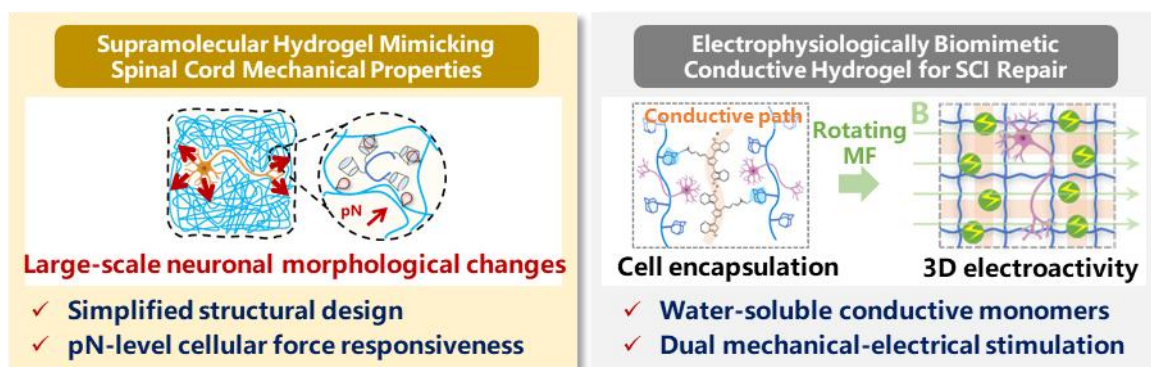 Supramolecular Hydrogel Mimicking
Spinal Cord Mechanical Properties
pN
Large-scale neuronal morphological changes
✓ Simplified structural design
✓ pN-level cellular force responsiveness
Electrophysiologically Biomimetic
Conductive Hydrogel for SCI Repair
Conductive path
Rotating
MF
B
Cell encapsulation
3D electroactivity
✓ Water-soluble conductive monomers
✓ Dual mechanical-electrical stimulation